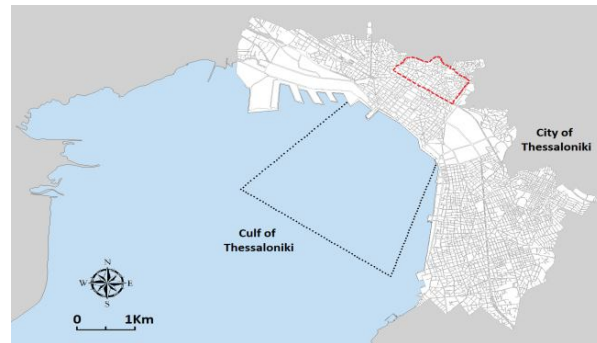 City of
Thessaloniki
Culf of
Thessaloniki
N
W E
S
0 1Km